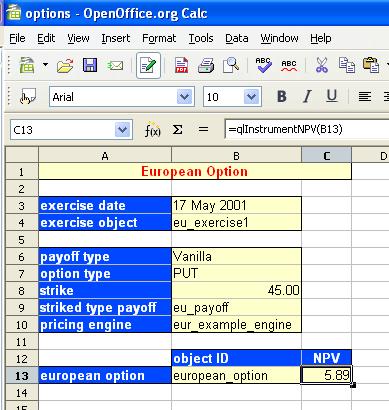 options - OpenOffice.org Calc
File Edit View Insert Format Tools Data Window Help
ABC ABC
Arial 10 B I U
C13 f(x) Σ = =qlInstrumentNPV(B13)
A B C D
1 European Option
2
3 exercise date 17 May 2001
4 exercise object eu_exercise1
5
6 payoff type Vanilla
7 option type PUT
8 strike 45.00
9 striked type payoff eu_payoff
10 pricing engine eur_example_engine
11
12 object ID NPV
13 european option european_option 5.89
14
15
16